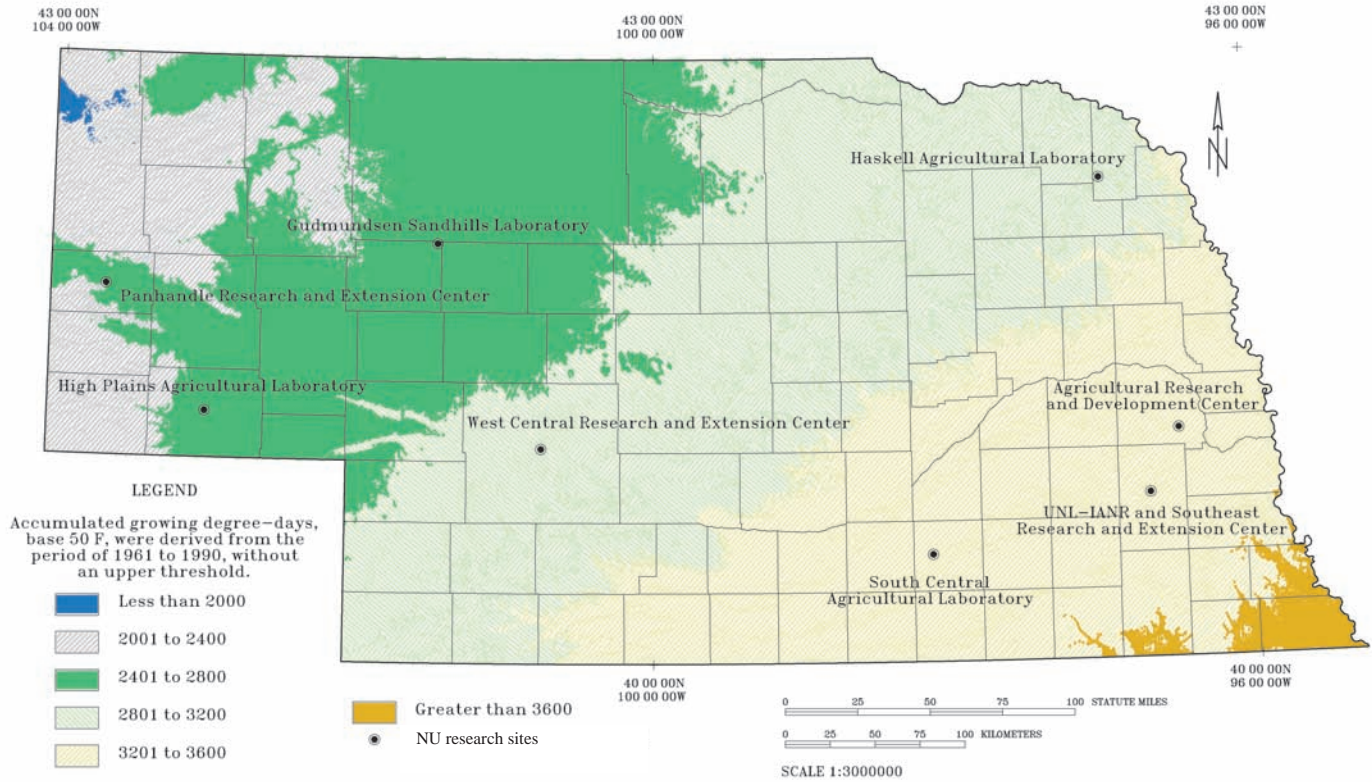 43 00 00N
104 00 00W
43 00 00N
100 00 00W
43 00 00N
96 00 00W
N
Haskell Agricultural Laboratory
Gudmundsen Sandhills Laboratory
Panhandle Research and Extension Center
High Plains Agricultural Laboratory
Agricultural Research
and Development Center
West Central Research and Extension Center
UNL-IANR and Southeast
Research and Extension Center
South Central
Agricultural Laboratory
LEGEND
Accumulated growing degree-days,
base 50 F, were derived from the
period of 1961 to 1990, without
an upper threshold.
Less than 2000
2001 to 2400
2401 to 2800
2801 to 3200
3201 to 3600
Greater than 3600
NU research sites
40 00 00N
100 00 00W
40 00 00N
96 00 00W
0 25 50 75 100 STATUTE MILES
0 25 50 75 100 KILOMETERS
SCALE 1:3000000